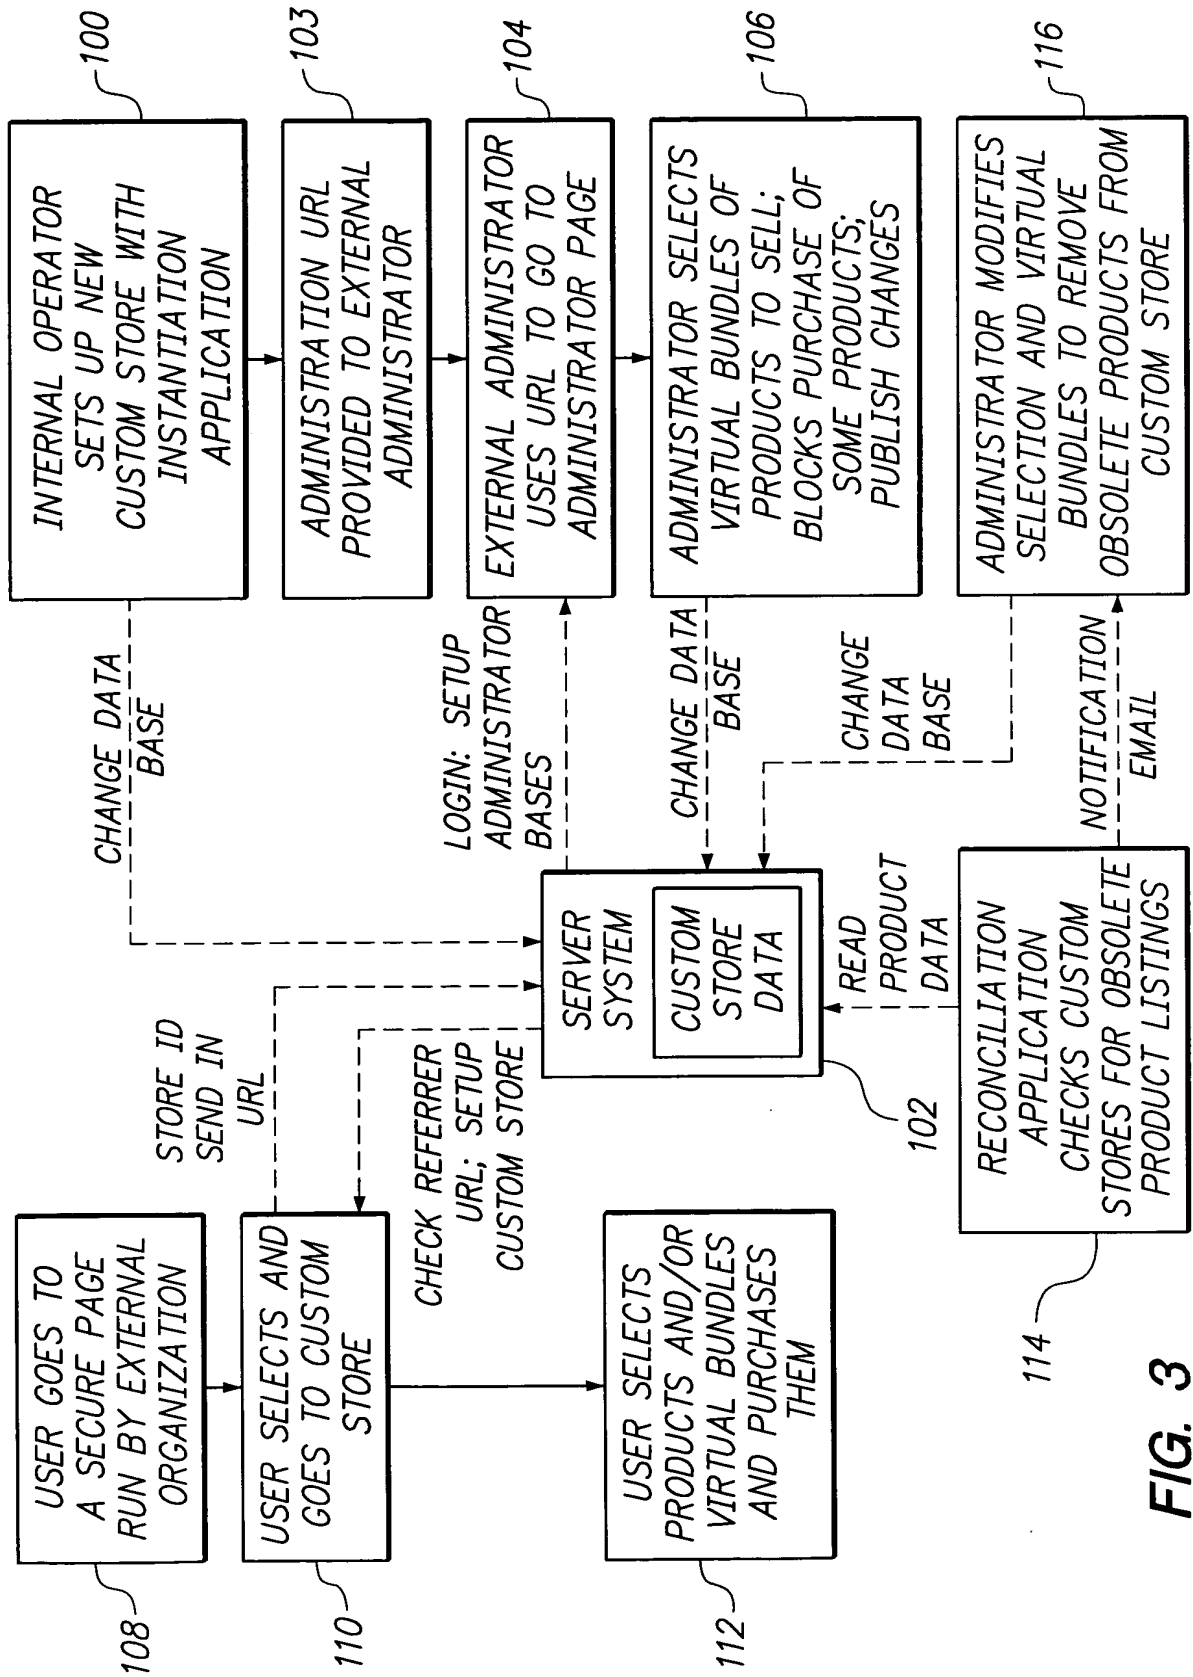 USER GOES TO
A SECURE PAGE
RUN BY EXTERNAL
ORGANIZATION
108
USER SELECTS AND
GOES TO CUSTOM
STORE
110
USER SELECTS
PRODUCTS AND/OR
VIRTUAL BUNDLES
AND PURCHASES
THEM
112
STORE ID
SEND IN
URL
CHECK REFERRER
URL; SETUP
CUSTOM STORE
SERVER
SYSTEM
CUSTOM
STORE
DATA
102
CHANGE DATA
BASE
LOGIN: SETUP
ADMINISTRATOR
BASES
CHANGE DATA
BASE
CHANGE
DATA
BASE
READ
PRODUCT
DATA
NOTIFICATION
EMAIL
RECONCILIATION
APPLICATION
CHECKS CUSTOM
STORES FOR OBSOLETE
PRODUCT LISTINGS
114
INTERNAL OPERATOR
SETS UP NEW
CUSTOM STORE WITH
INSTANTIATION
APPLICATION
100
ADMINISTRATION URL
PROVIDED TO EXTERNAL
ADMINISTRATOR
103
EXTERNAL ADMINISTRATOR
USES URL TO GO TO
ADMINISTRATOR PAGE
104
ADMINISTRATOR SELECTS
VIRTUAL BUNDLES OF
PRODUCTS TO SELL;
BLOCKS PURCHASE OF
SOME PRODUCTS;
PUBLISH CHANGES
106
ADMINISTRATOR MODIFIES
SELECTION AND VIRTUAL
BUNDLES TO REMOVE
OBSOLETE PRODUCTS FROM
CUSTOM STORE
116
FIG. 3